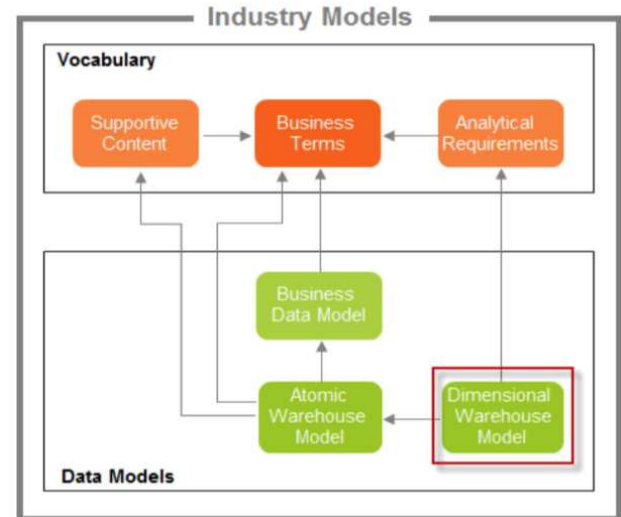 Industry Models
Vocabulary
Supportive
Content
Business
Terms
Analytical
Requirements
Business
Data Model
Atomic
Warehouse
Model
Dimensional
Warehouse
Model
Data Models